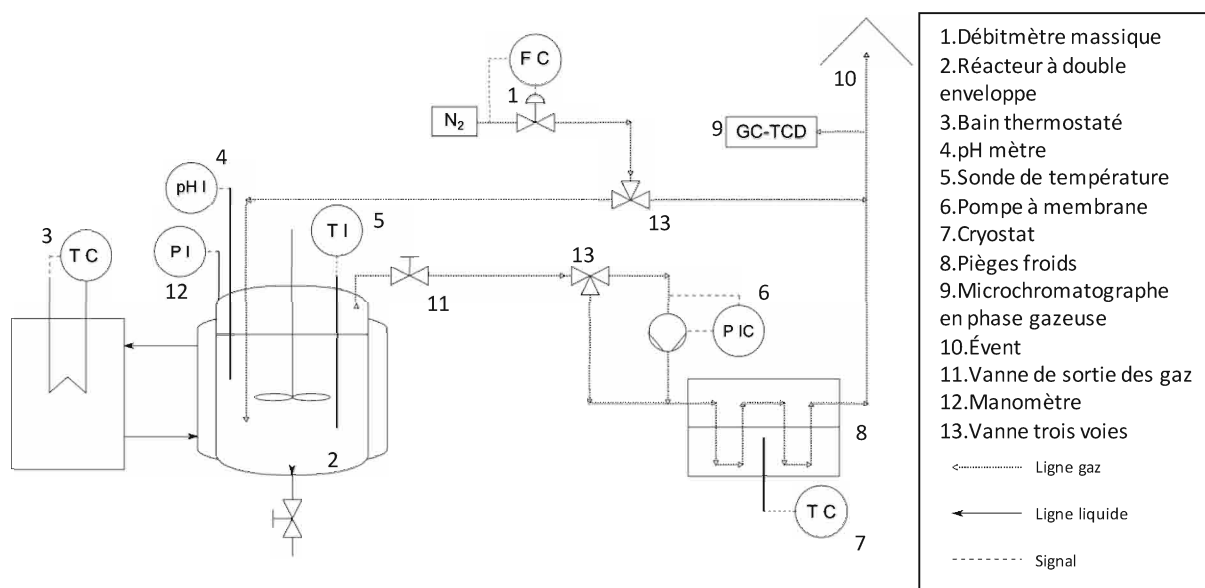 F C
1
N₂
10
9
GC-TCD
4
pH I
13
5
T I
3
T C
P I
12
13
11
6
P IC
2
8
T C
7
1.Débitmètre massique
2.Réacteur à double
enveloppe
3.Bain thermostaté
4.pH mètre
5.Sonde de température
6.Pompe à membrane
7.Cryostat
8.Pièges froids
9.Microchromatographe
en phase gazeuse
10.Évent
11.Vanne de sortie des gaz
12.Manomètre
13.Vanne trois voies
Ligne gaz
Ligne liquide
Signal